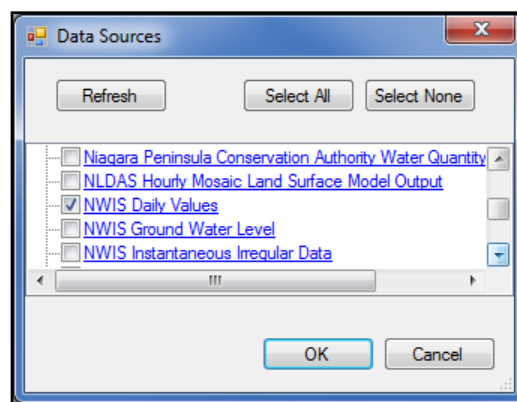 Data Sources
Refresh
Select All
Select None
Niagara Peninsula Conservation Authority Water Quantity
NLDAS Hourly Mosaic Land Surface Model Output
NWIS Daily Values
NWIS Ground Water Level
NWIS Instantaneous Irregular Data
OK
Cancel